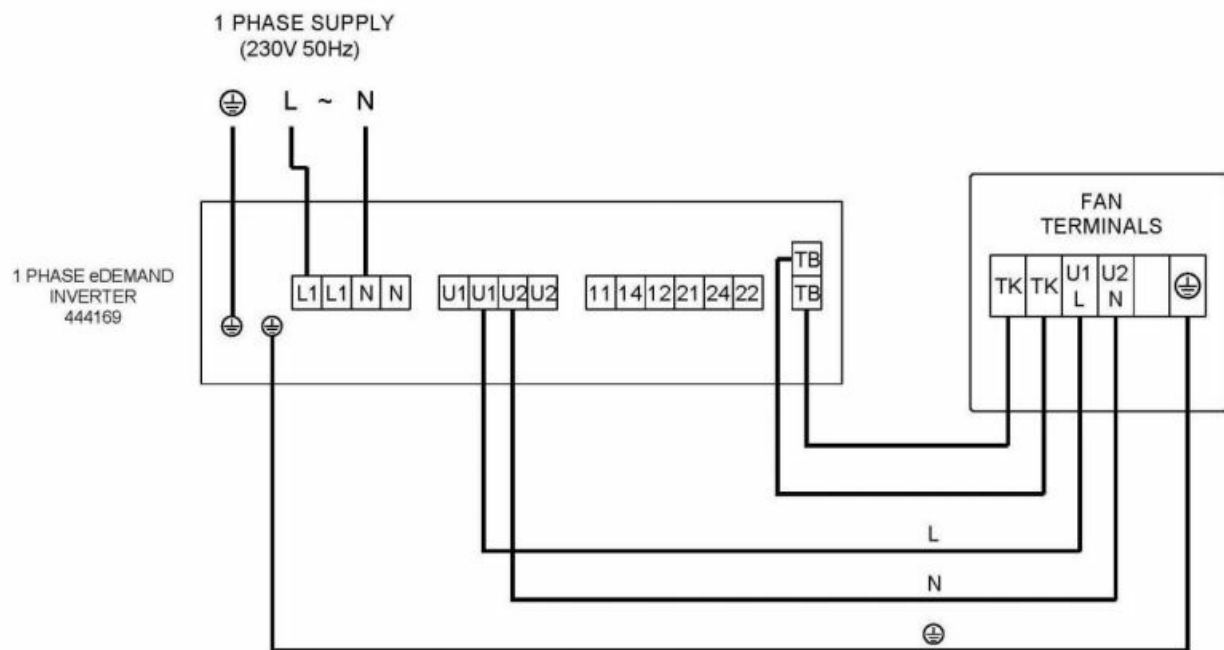 1 PHASE SUPPLY
(230V 50Hz)
L ~ N
1 PHASE eDEMAND
INVERTER
444169
L1 L1 N N
U1 U1 U2 U2
11 14 12 21 24 22
TB
TB
FAN
TERMINALS
TK TK U1 U2
L N
L
N